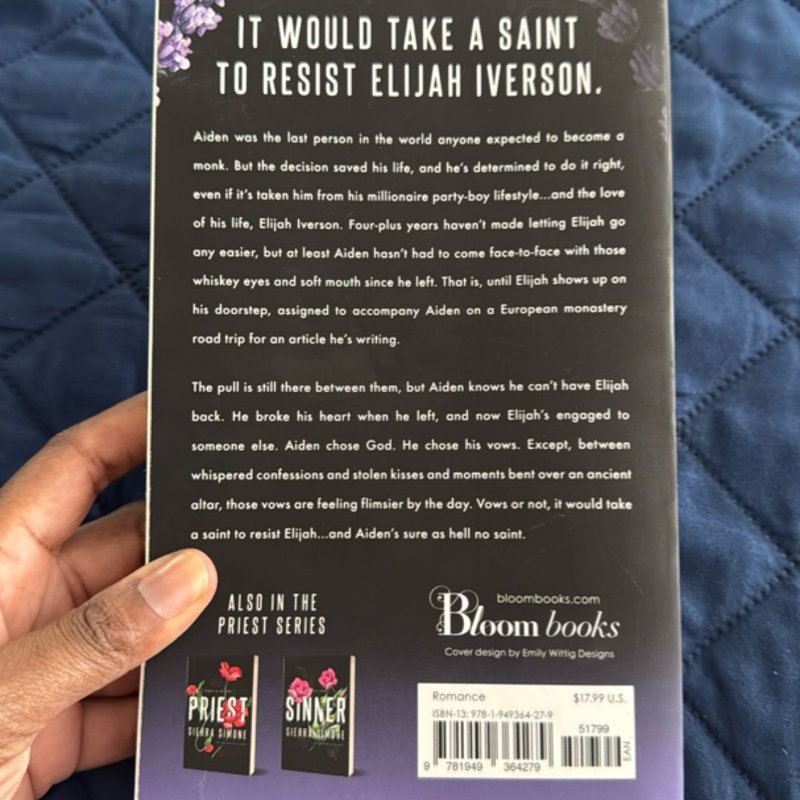 IT WOULD TAKE A SAINT
TO RESIST ELIJAH IVERSON.
Aiden was the last person in the world anyone expected to become a
monk. But the decision saved his life, and he's determined to do it right,
even if it's taken him from his millionaire party-boy lifestyle...and the love
of his life, Elijah Iverson. Four-plus years haven't made letting Elijah go
any easier, but at least Aiden hasn't had to come face-to-face with those
whiskey eyes and soft mouth since he left. That is, until Elijah shows up on
his doorstep, assigned to accompany Aiden on a European monastery
road trip for an article he's writing.
The pull is still there between them, but Aiden knows he can't have Elijah
back. He broke his heart when he left, and now Elijah's engaged to
someone else. Aiden chose God. He chose his vows. Except, between
whispered confessions and stolen kisses and moments bent over an ancient
altar, those vows are feeling flimsier by the day. Vows or not, it would take
a saint to resist Elijah...and Aiden's sure as hell no saint.
ALSO IN THE
PRIEST SERIES
PRIEST
SIERRA SIMONE
SINNER
SIERRA SIMONE
bloombooks.com
Bloom books
Cover design by Emily Wittig Designs
Romance $17.99 U.S.
ISBN-13: 978-1-949364-27-9
51799
EAN
9 781949 364279